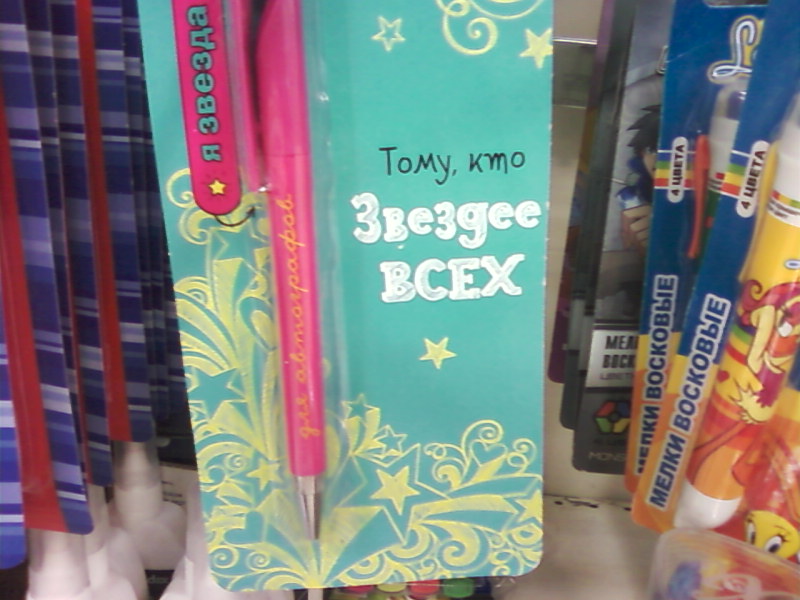 я звезда
для автографов
Тому, кто
Звездее
ВСЕХ
4 ЦВЕТА
4 ЦВЕТА
МЕЛКИ ВОСКОВЫЕ
МЕЛКИ ВОСКОВЫЕ